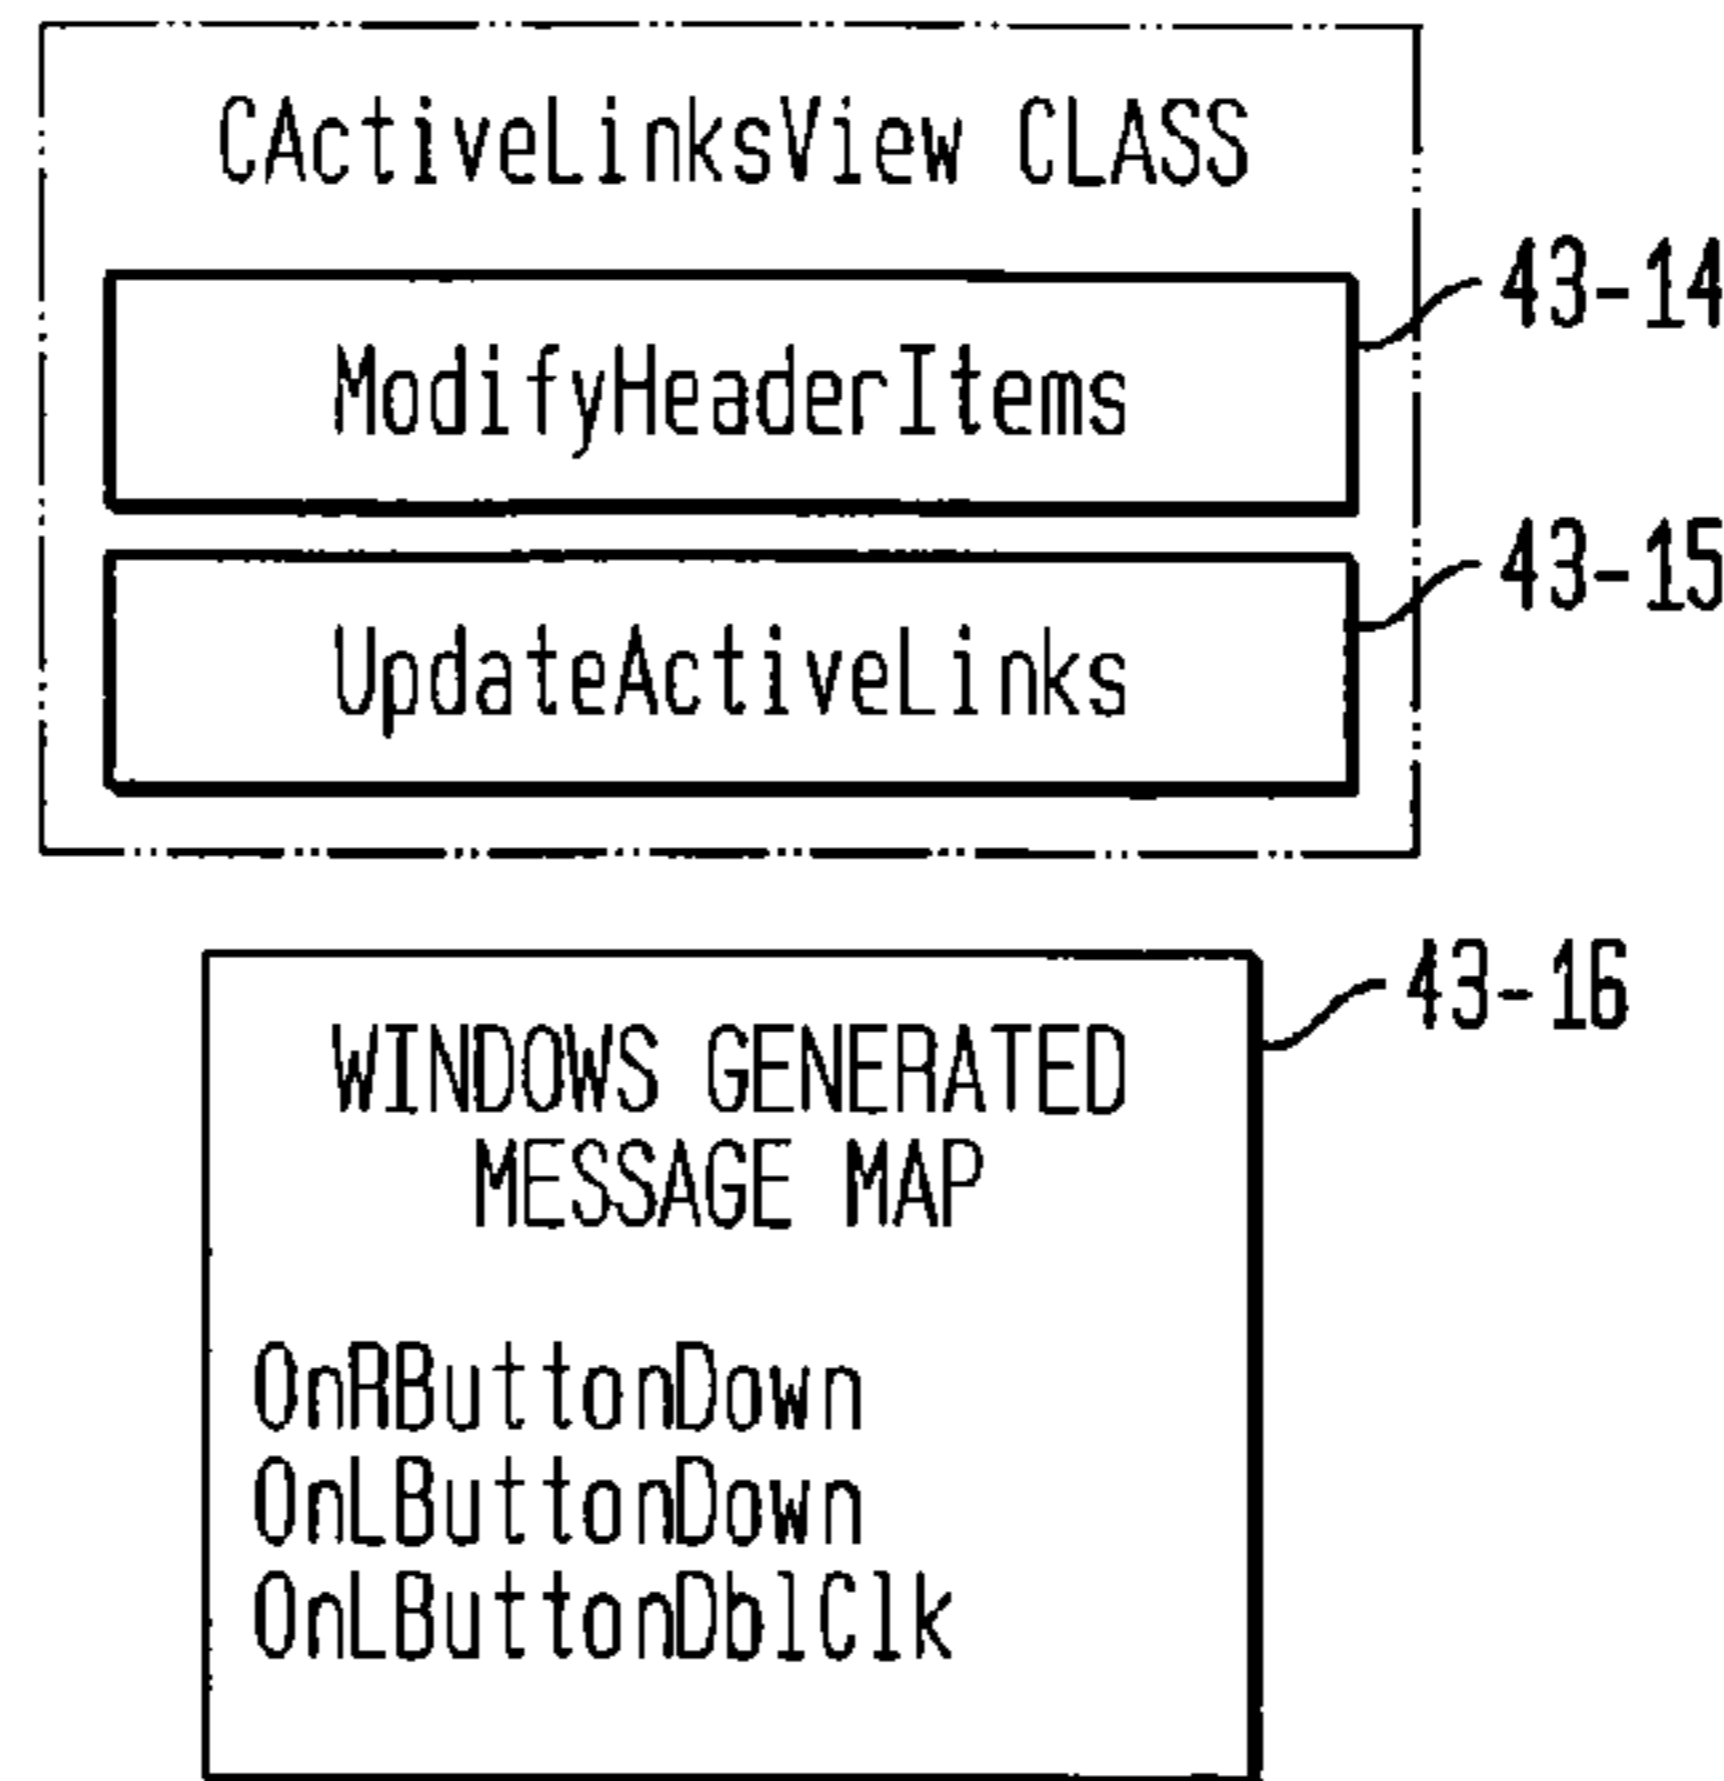 CActiveLinksView CLASS
43-14
ModifyHeaderItems
43-15
UpdateActiveLinks
43-16
WINDOWS GENERATED
MESSAGE MAP
OnRButtonDown
OnLButtonDown
OnLButtonDblClk